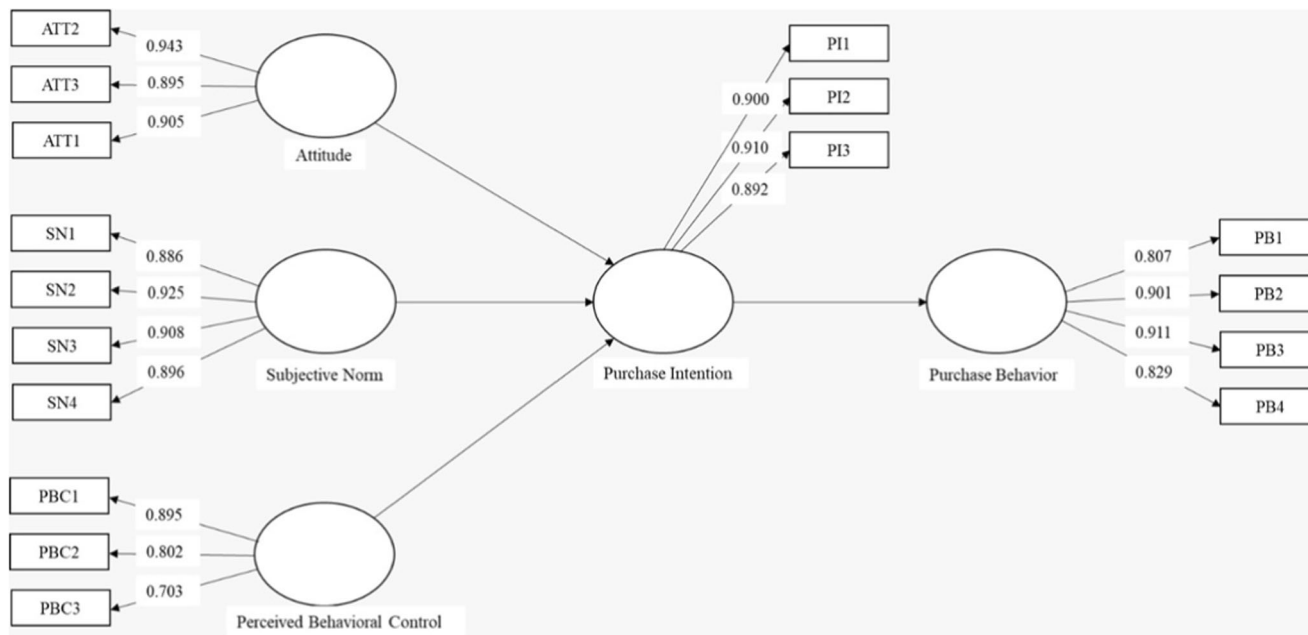 ATT2
0.943
ATT3
0.895
ATT1
0.905
Attitude
SN1
0.886
SN2
0.925
SN3
0.908
SN4
0.896
Subjective Norm
PBC1
0.895
PBC2
0.802
PBC3
0.703
Perceived Behavioral Control
PI1
0.900
PI2
0.910
PI3
0.892
Purchase Intention
Purchase Behavior
PB1
0.807
PB2
0.901
PB3
0.911
PB4
0.829